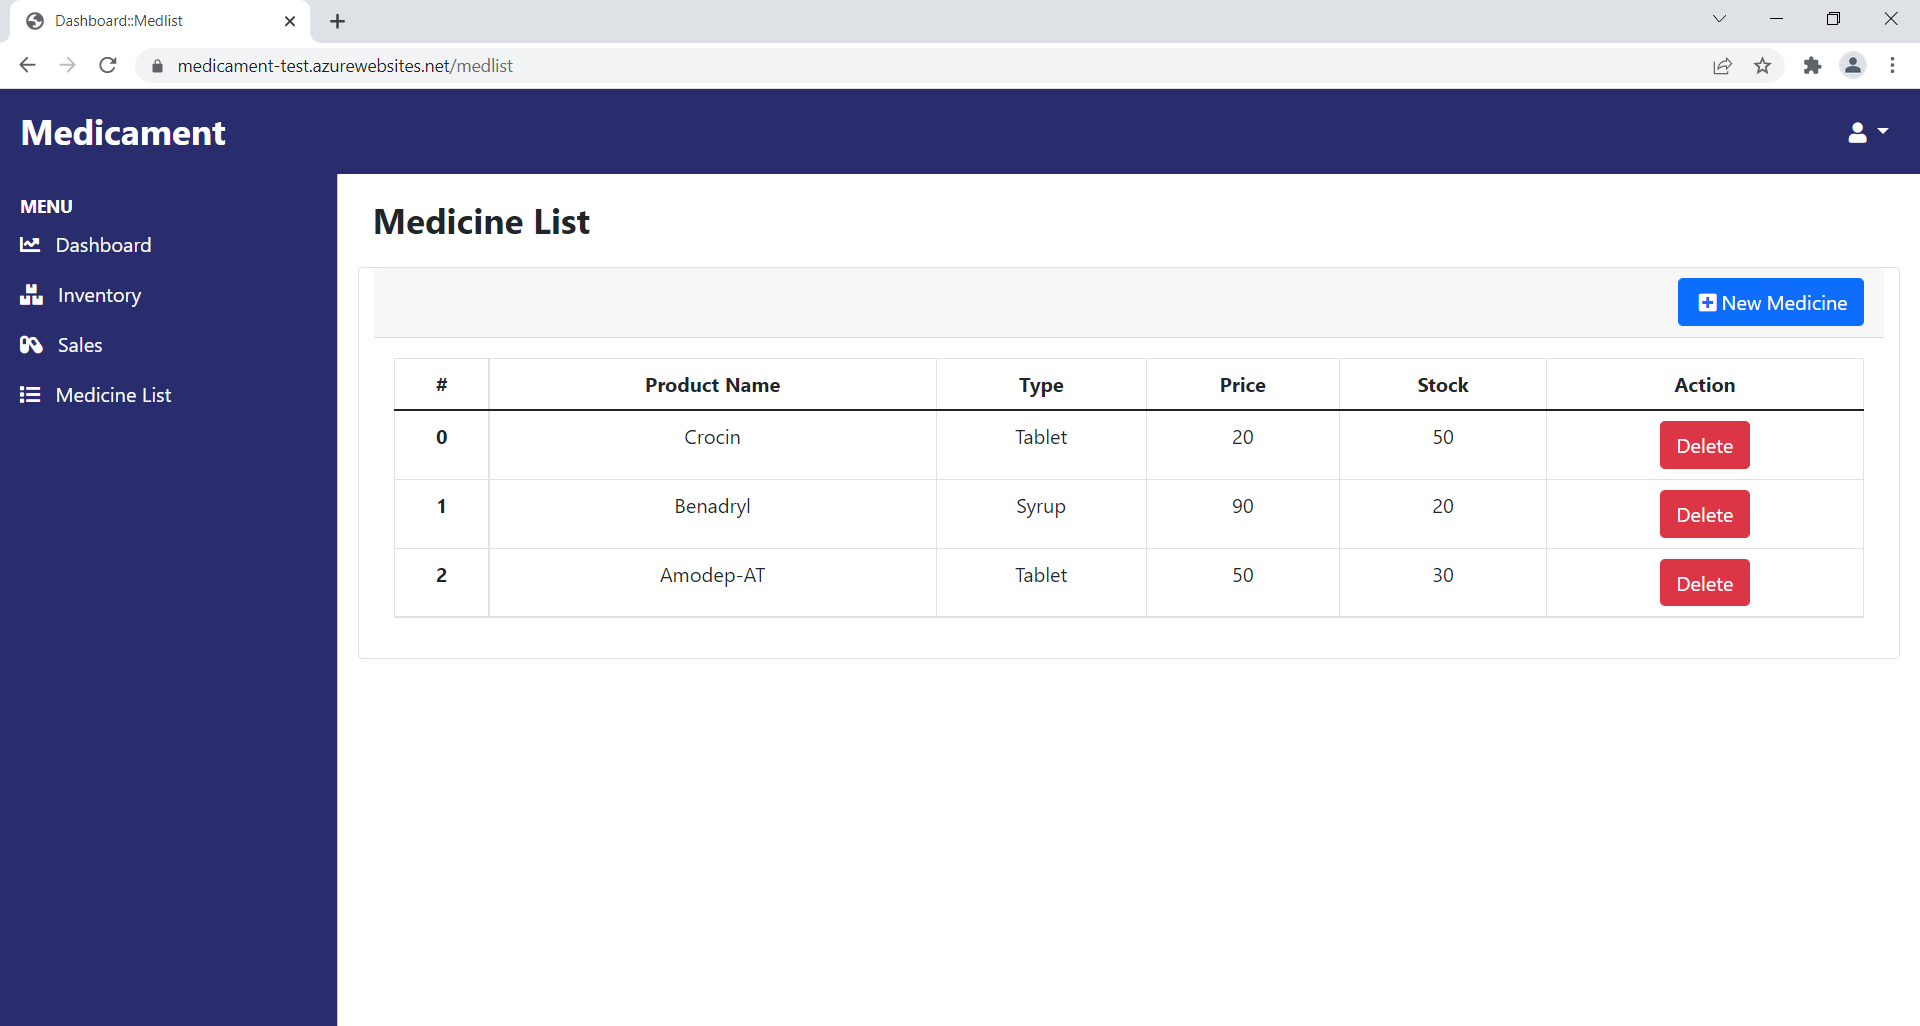 Dashboard::Medlist
medicament-test.azurewebsites.net/medlist
Medicament
MENU
Dashboard
Inventory
Sales
Medicine List
Medicine List
New Medicine
# Product Name Type Price Stock Action
0 Crocin Tablet 20 50 Delete
1 Benadryl Syrup 90 20 Delete
2 Amodep-AT Tablet 50 30 Delete